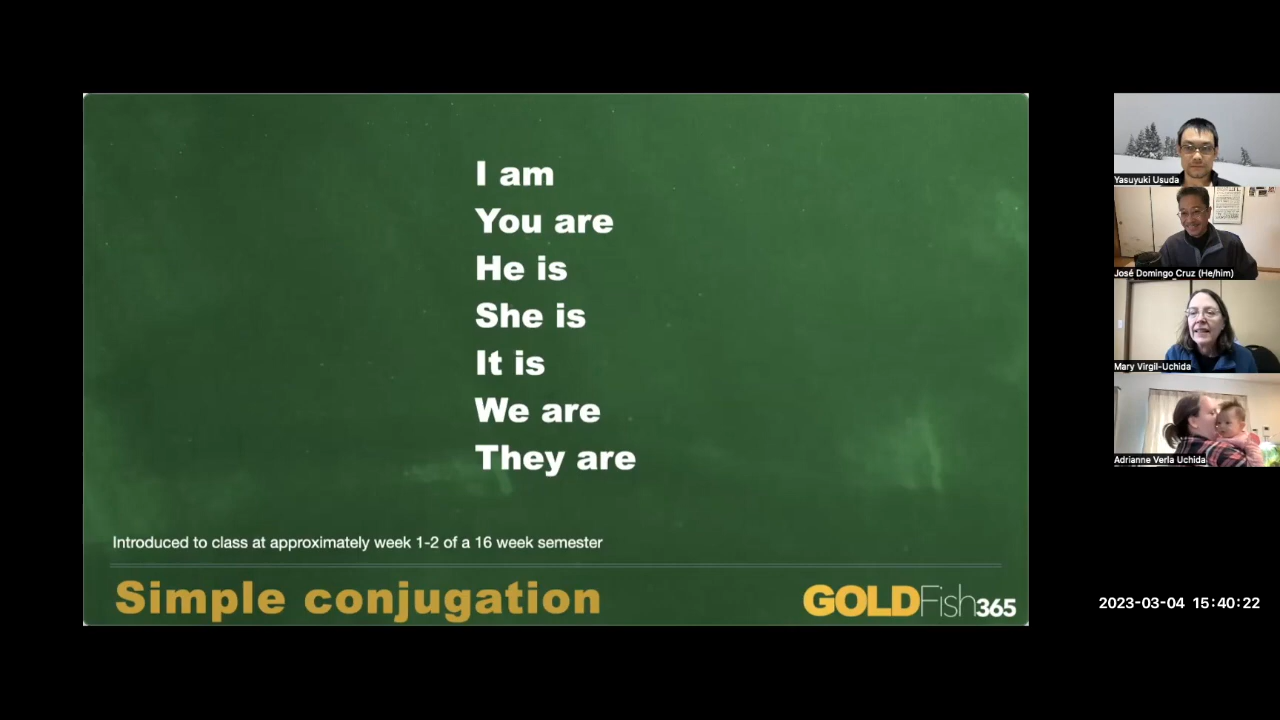 I am
You are
He is
She is
It is
We are
They are
Introduced to class at approximately week 1-2 of a 16 week semester
Simple conjugation
GOLDFish365
Yasuyuki Usuda
José Domingo Cruz (He/him)
Mary Virgil-Uchida
Adrianne Verla Uchida
2023-03-04 15:40:22